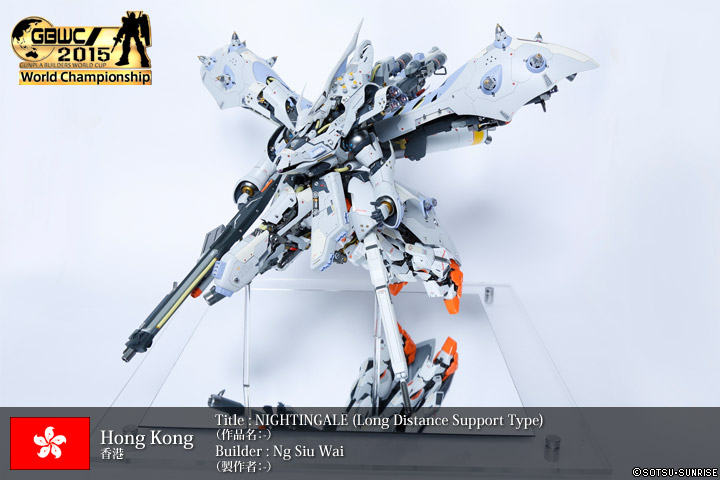 GBWC
2015
GUNPLA BUILDERS WORLD CUP
World Championship
Hong Kong
香港
Title : NIGHTINGALE (Long Distance Support Type)
(作品名:-)
Builder : Ng Siu Wai
(製作者:-)
©SOTSU•SUNRISE